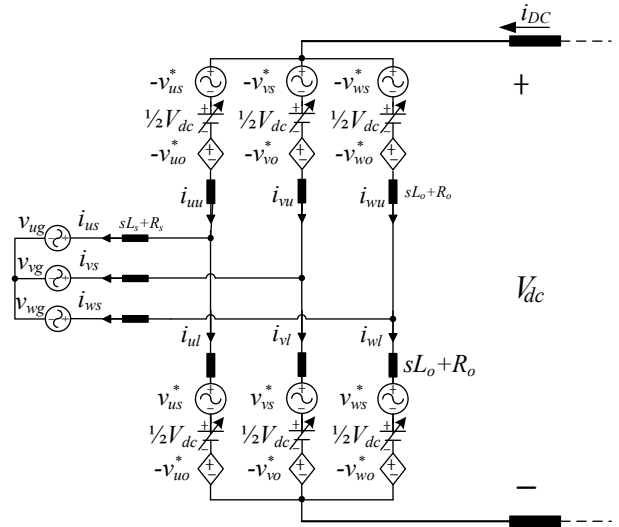 i_DC
-v*_us -v*_vs -v*_ws
+
½V_dc ½V_dc ½V_dc
-v*_uo -v*_vo -v*_wo
i_uu i_vu i_wu sL_o+R_o
v_ug i_us sL_s+R_s
v_vg i_vs
V_dc
v_wg i_ws
i_ul i_vl i_wl
sL_o+R_o
v*_us v*_vs v*_ws
½V_dc ½V_dc ½V_dc
-v*_uo -v*_vo -v*_wo
−